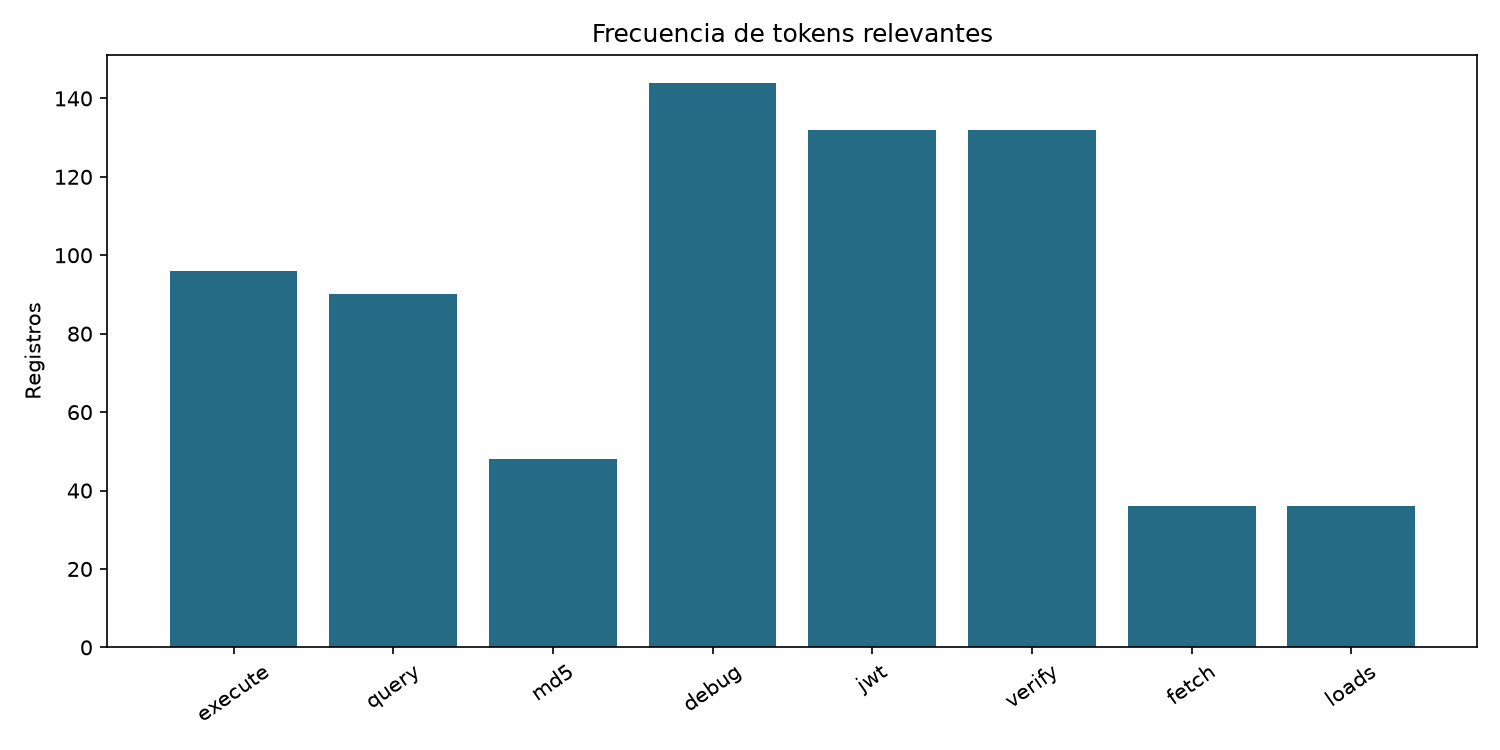 Frecuencia de tokens relevantes
Registros
140
120
100
80
60
40
20
0
execute
query
md5
debug
jwt
verify
fetch
loads